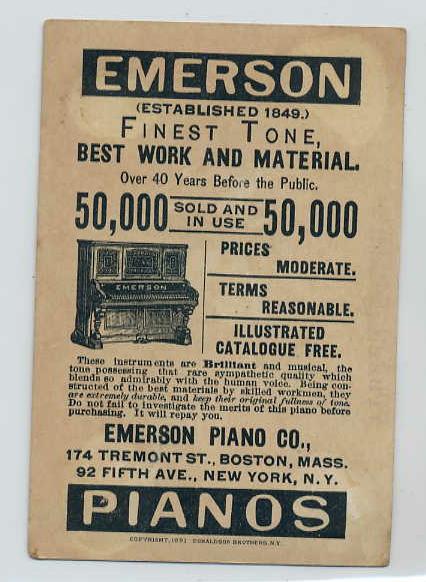 EMERSON
(ESTABLISHED 1849.)
FINEST TONE,
BEST WORK AND MATERIAL.
Over 40 Years Before the Public.
50,000 SOLD AND IN USE 50,000
EMERSON
PRICES
MODERATE.
TERMS
REASONABLE.
ILLUSTRATED
CATALOGUE FREE.
These instruments are Brilliant and musical, the
tone possessing that rare sympathetic quality which
blends so admirably with the human voice. Being con-
structed of the best materials by skilled workmen, they
are extremely durable, and keep their original fullness of tone.
Do not fail to investigate the merits of this piano before
purchasing. It will repay you.
EMERSON PIANO CO.,
174 TREMONT ST., BOSTON, MASS.
92 FIFTH AVE., NEW YORK, N. Y.
PIANOS
COPYRIGHT, 1891 DONALDSON BROTHERS, N.Y.